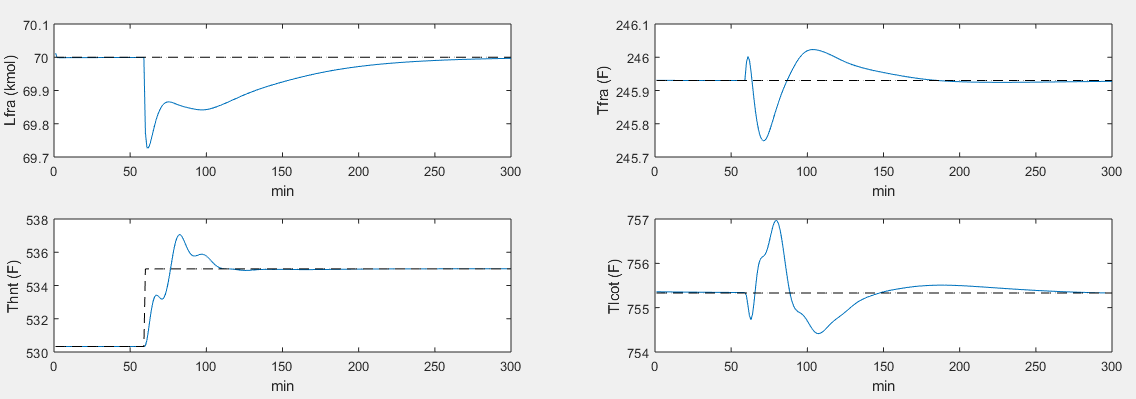 70.1
70
69.9
69.8
69.7
Lfra (kmol)
0 50 100 150 200 250 300
min
246.1
246
245.9
245.8
245.7
Tfra (F)
0 50 100 150 200 250 300
min
538
536
534
532
530
Thnt (F)
0 50 100 150 200 250 300
min
757
756
755
754
Tlcot (F)
0 50 100 150 200 250 300
min